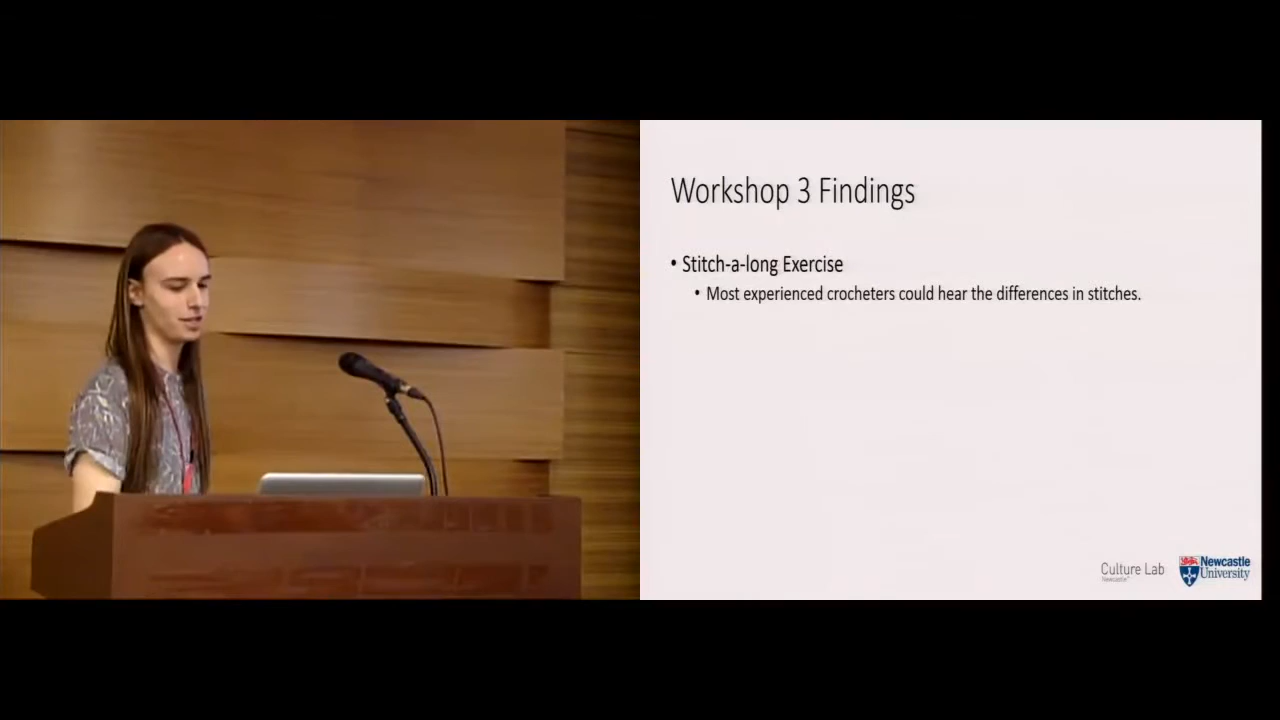 Workshop 3 Findings
• Stitch-a-long Exercise
• Most experienced crocheters could hear the differences in stitches.
Culture Lab
Newcastle
Newcastle
University